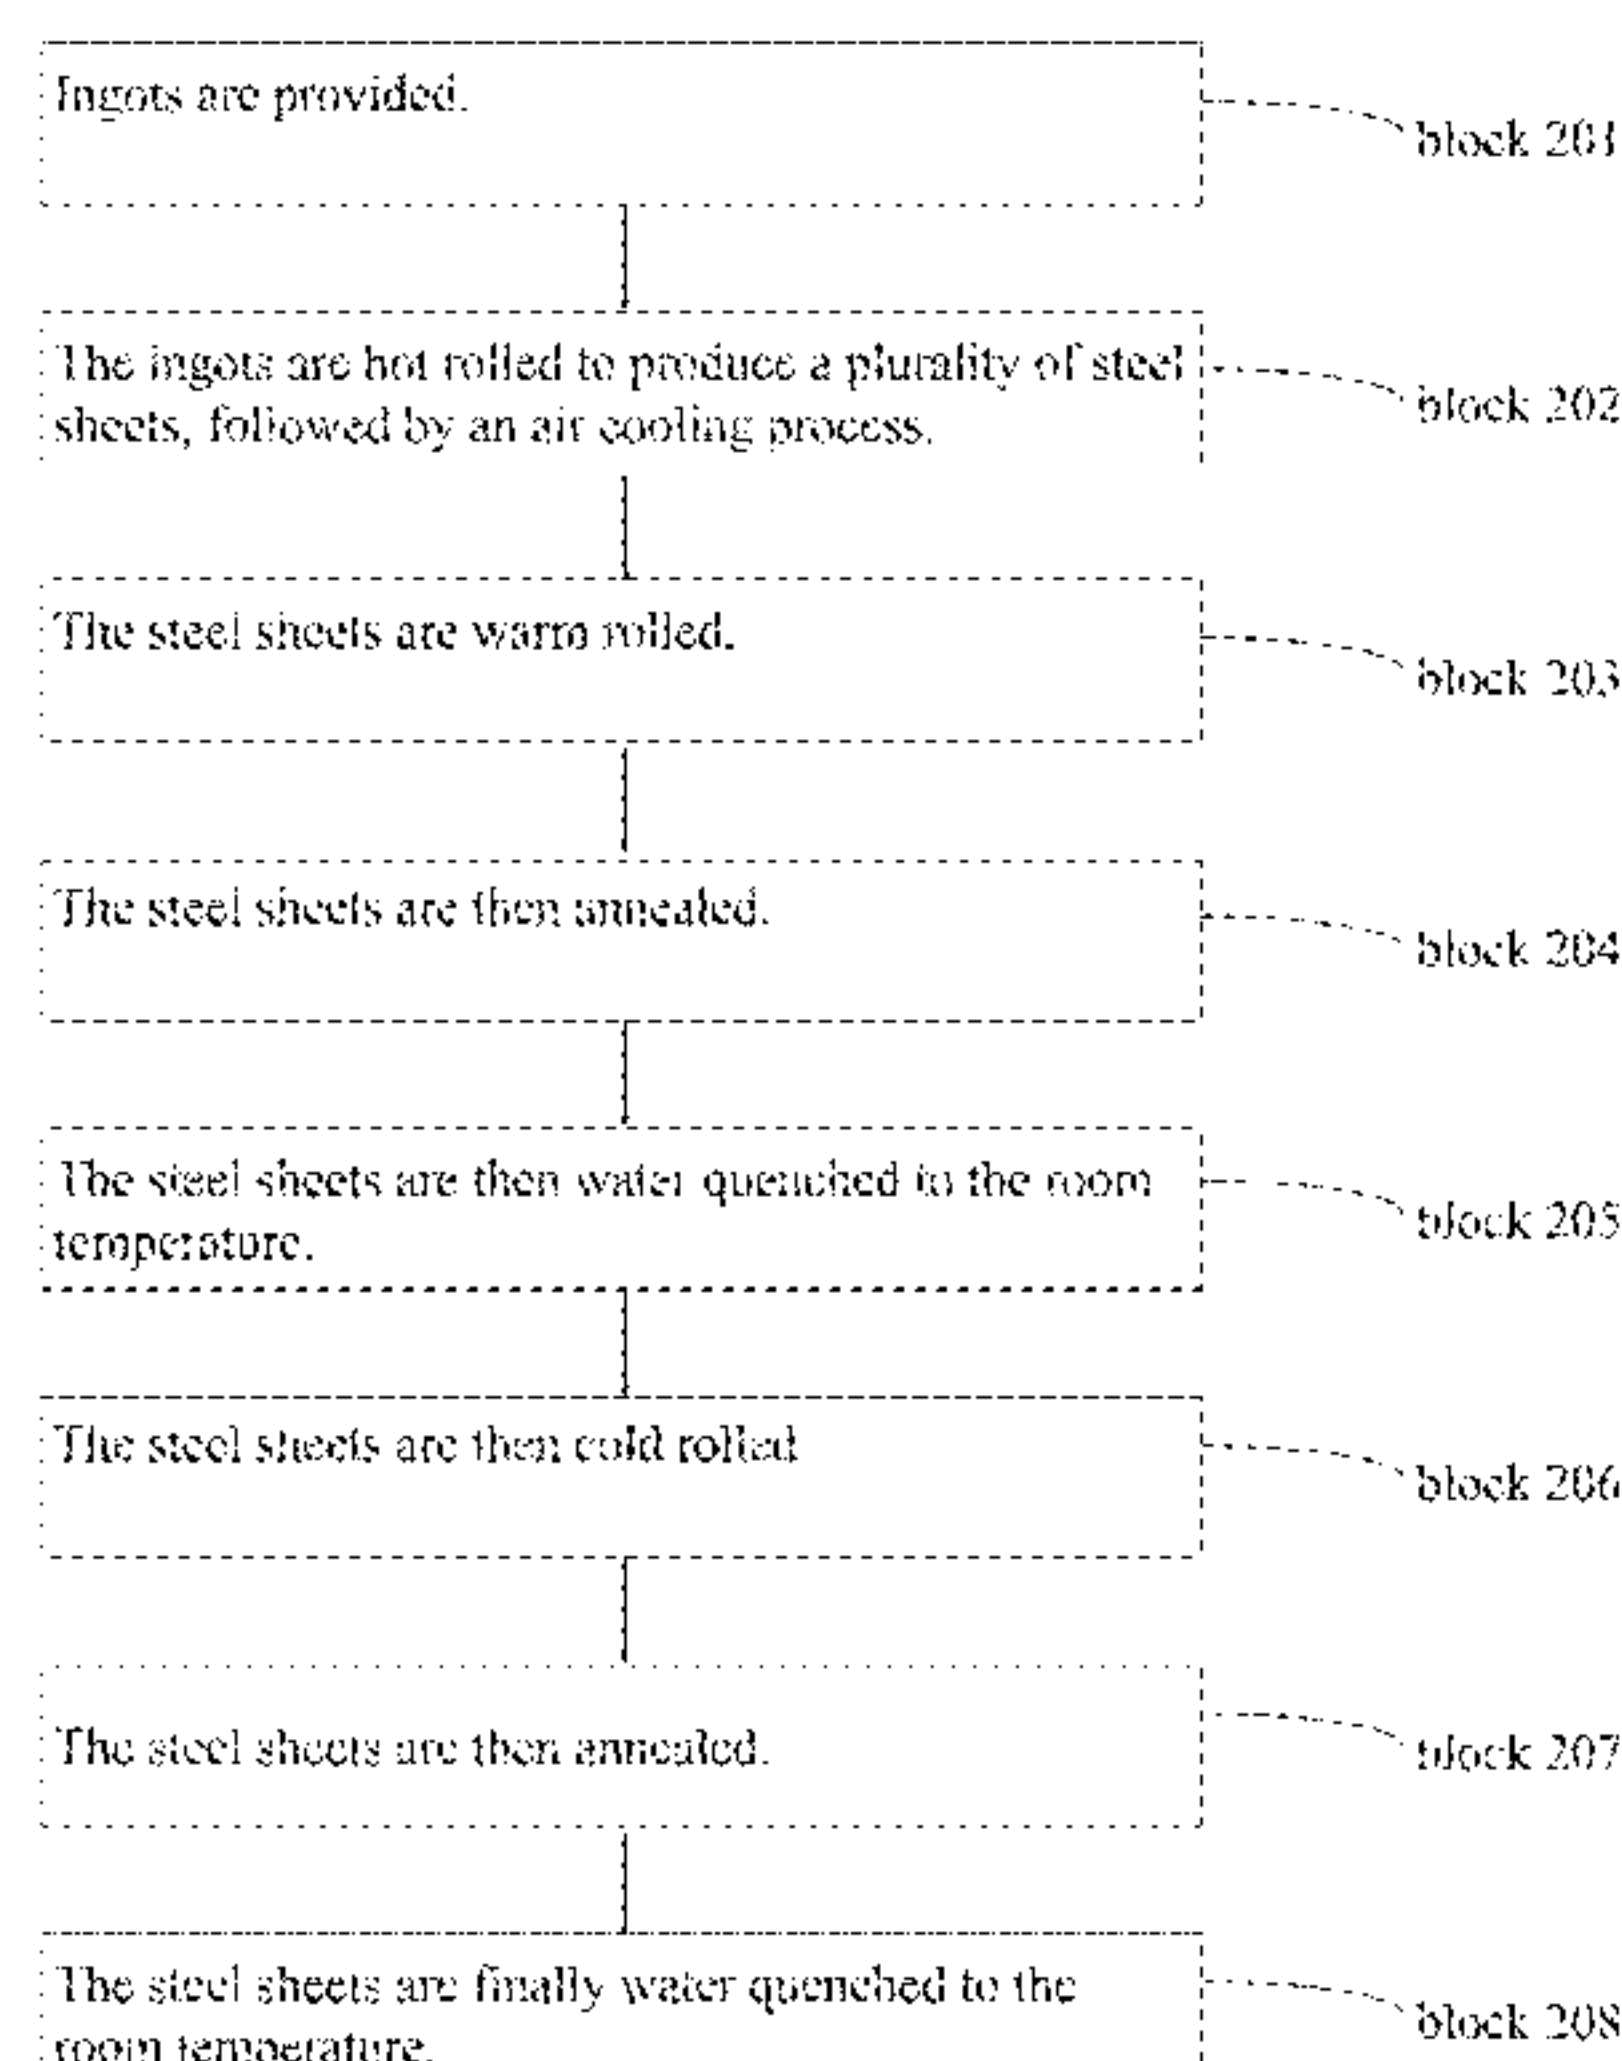 Ingots are provided.
block 201
The ingots are hot rolled to produce a plurality of steel
sheets, followed by an air cooling process.
block 202
The steel sheets are warm rolled.
block 203
The steel sheets are then annealed.
block 204
The steel sheets are then water quenched to the room
temperature.
block 205
The steel sheets are then cold rolled
block 206
The steel sheets are then annealed.
block 207
The steel sheets are finally water quenched to the
room temperature.
block 208